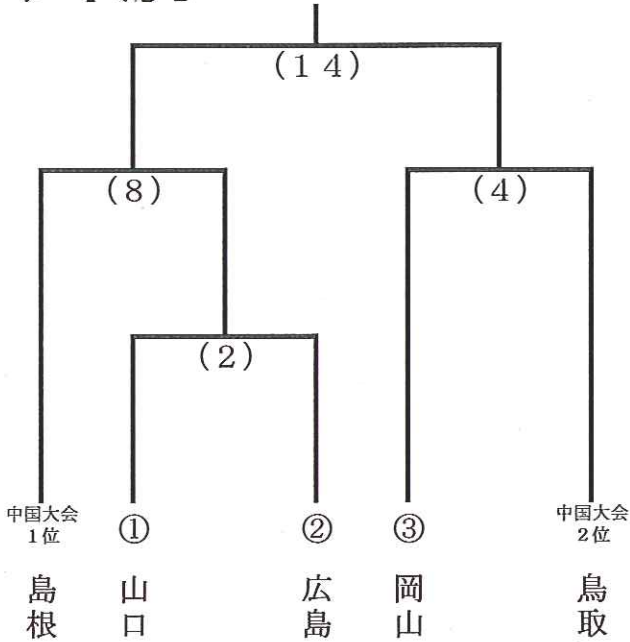 (14)
(8)
(4)
(2)
中国大会
1位
①
②
③
中国大会
2位
島根
山口
広島
岡山
鳥取